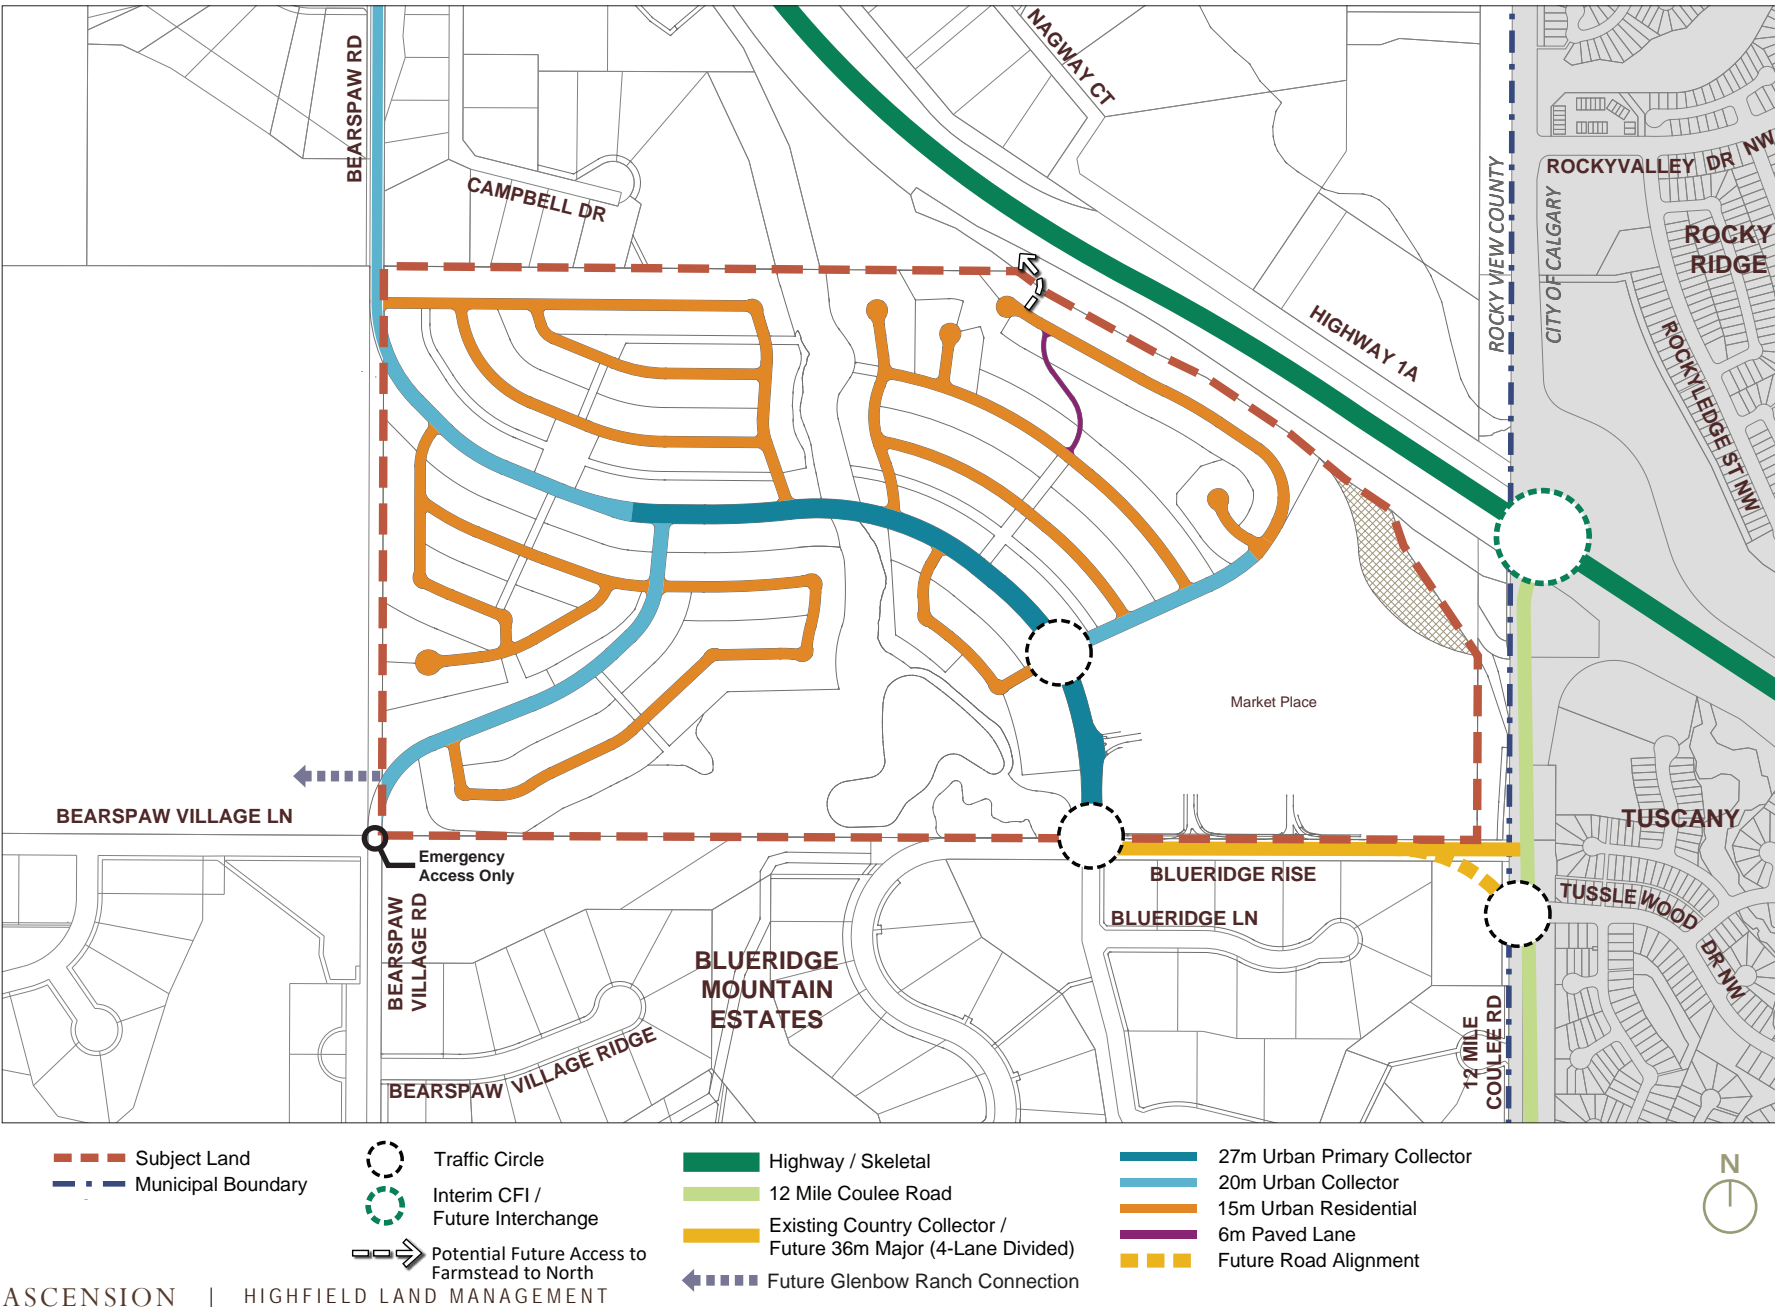 BEARSPAW RD
CAMPBELL DR
NAGWAY CT
HIGHWAY 1A
ROCKY VIEW COUNTY
CITY OF CALGARY
ROCKYVALLEY DR NW
ROCKY
RIDGE
ROCKYLEDGE ST NW
Market Place
TUSCANY
BEARSPAW VILLAGE LN
Emergency
Access Only
BEARSPAW
VILLAGE RD
BLUERIDGE RISE
BLUERIDGE LN
TUSSLEWOOD DR NW
BLUERIDGE
MOUNTAIN
ESTATES
BEARSPAW VILLAGE RIDGE
12 MILE
COULEE RD
Subject Land
Municipal Boundary
Traffic Circle
Interim CFI /
Future Interchange
Potential Future Access to
Farmstead to North
Highway / Skeletal
12 Mile Coulee Road
Existing Country Collector /
Future 36m Major (4-Lane Divided)
Future Glenbow Ranch Connection
27m Urban Primary Collector
20m Urban Collector
15m Urban Residential
6m Paved Lane
Future Road Alignment
N
ASCENSION | HIGHFIELD LAND MANAGEMENT